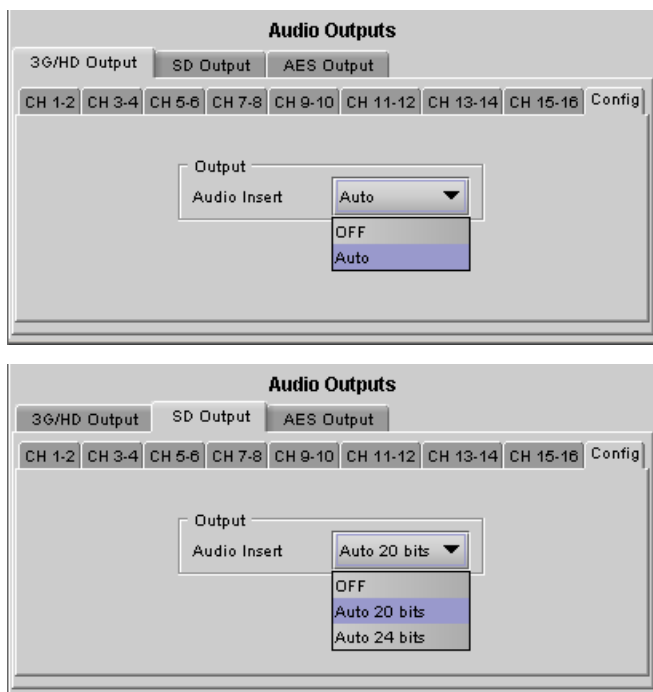 Audio Outputs
3G/HD Output SD Output AES Output
CH 1-2 CH 3-4 CH 5-6 CH 7-8 CH 9-10 CH 11-12 CH 13-14 CH 15-16 Config
Output
Audio Insert Auto
OFF
Auto
Audio Outputs
3G/HD Output SD Output AES Output
CH 1-2 CH 3-4 CH 5-6 CH 7-8 CH 9-10 CH 11-12 CH 13-14 CH 15-16 Config
Output
Audio Insert Auto 20 bits
OFF
Auto 20 bits
Auto 24 bits